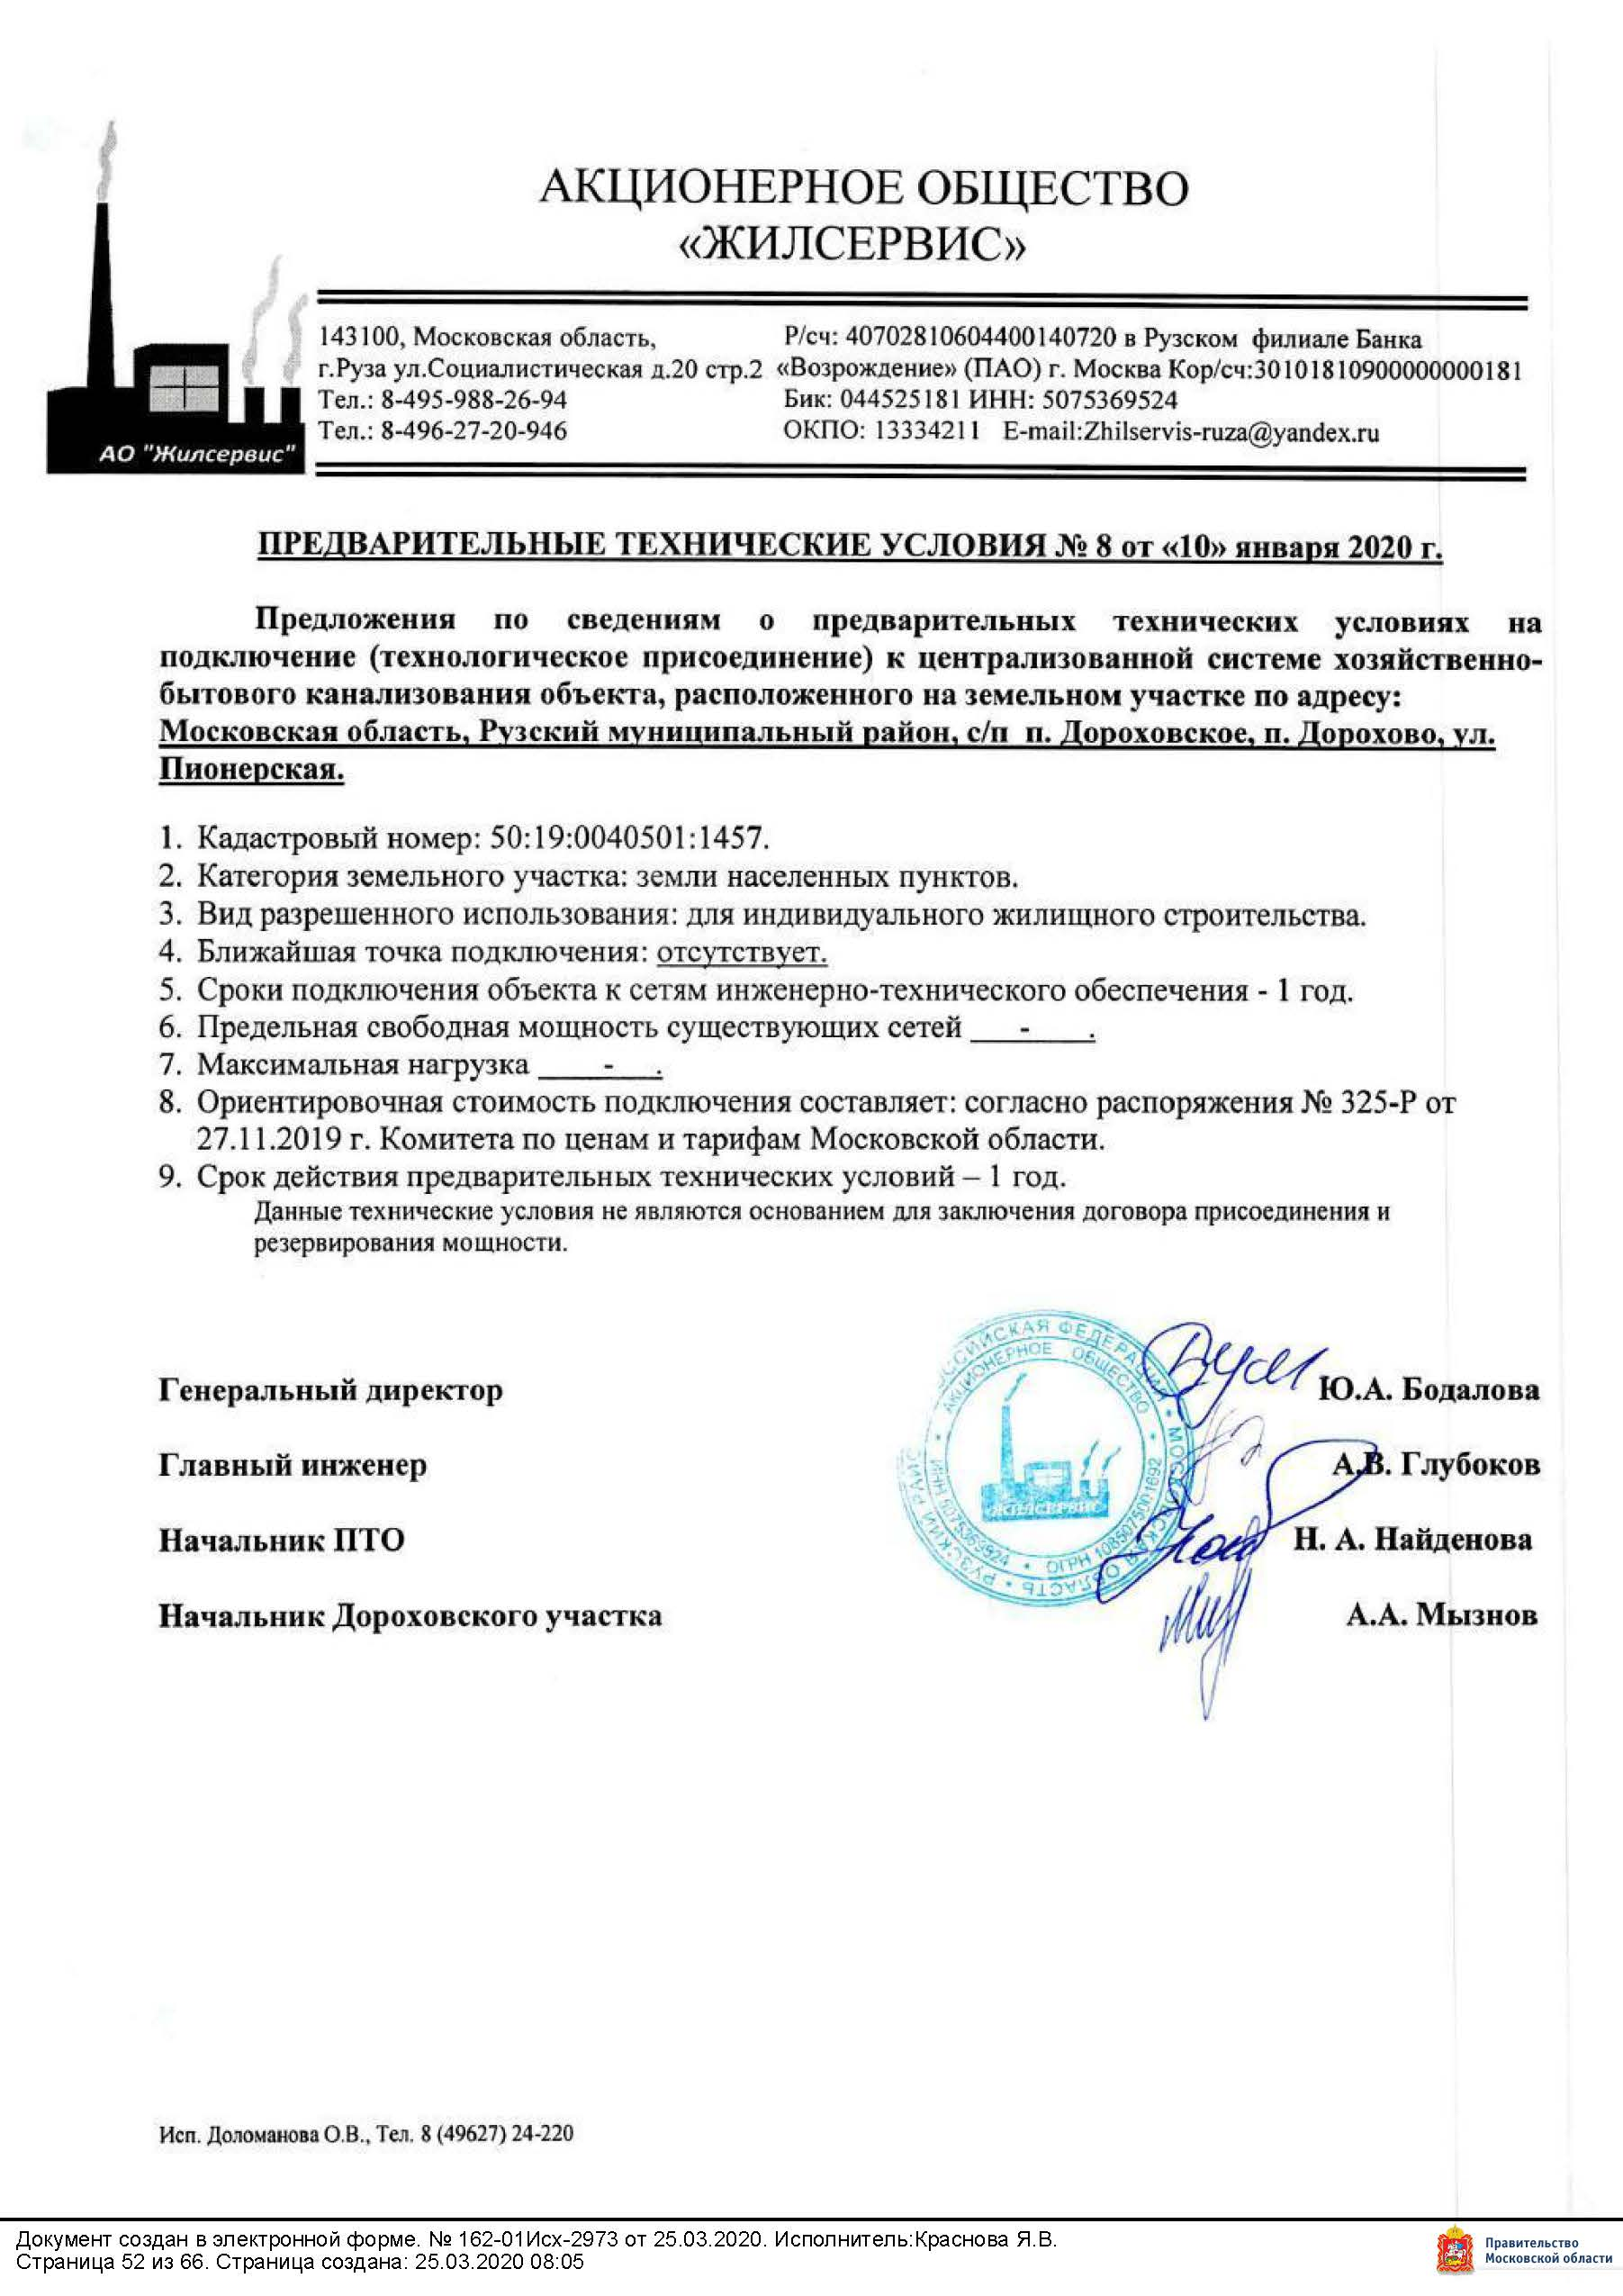 АКЦИОНЕРНОЕ ОБЩЕСТВО
«ЖИЛСЕРВИС»
АО "Жилсервис"
143100, Московская область,
г.Руза ул.Социалистическая д.20 стр.2
Тел.: 8-495-988-26-94
Тел.: 8-496-27-20-946
Р/сч: 40702810604400140720 в Рузском филиале Банка
«Возрождение» (ПАО) г. Москва Кор/сч:30101810900000000181
Бик: 044525181 ИНН: 5075369524
ОКПО: 13334211 E-mail:Zhilservis-ruza@yandex.ru
ПРЕДВАРИТЕЛЬНЫЕ ТЕХНИЧЕСКИЕ УСЛОВИЯ № 8 от «10» января 2020 г.
Предложения по сведениям о предварительных технических условиях на
подключение (технологическое присоединение) к централизованной системе хозяйственно-
бытового канализования объекта, расположенного на земельном участке по адресу:
Московская область, Рузский муниципальный район, с/п п. Дороховское, п. Дорохово, ул.
Пионерская.
1. Кадастровый номер: 50:19:0040501:1457.
2. Категория земельного участка: земли населенных пунктов.
3. Вид разрешенного использования: для индивидуального жилищного строительства.
4. Ближайшая точка подключения: отсутствует.
5. Сроки подключения объекта к сетям инженерно-технического обеспечения - 1 год.
6. Предельная свободная мощность существующих сетей ___-____.
7. Максимальная нагрузка ____-___.
8. Ориентировочная стоимость подключения составляет: согласно распоряжения № 325-Р от
27.11.2019 г. Комитета по ценам и тарифам Московской области.
9. Срок действия предварительных технических условий – 1 год.
Данные технические условия не являются основанием для заключения договора присоединения и
резервирования мощности.
Генеральный директор Ю.А. Бодалова
Главный инженер А.В. Глубоков
Начальник ПТО Н. А. Найденова
Начальник Дороховского участка А.А. Мызнов
АКЦИОНЕРНОЕ ОБЩЕСТВО
ЖИЛСЕРВИС
Исп. Доломанова О.В., Тел. 8 (49627) 24-220
Документ создан в электронной форме. № 162-01Исх-2973 от 25.03.2020. Исполнитель:Краснова Я.В.
Страница 52 из 66. Страница создана: 25.03.2020 08:05
Правительство
Московской области